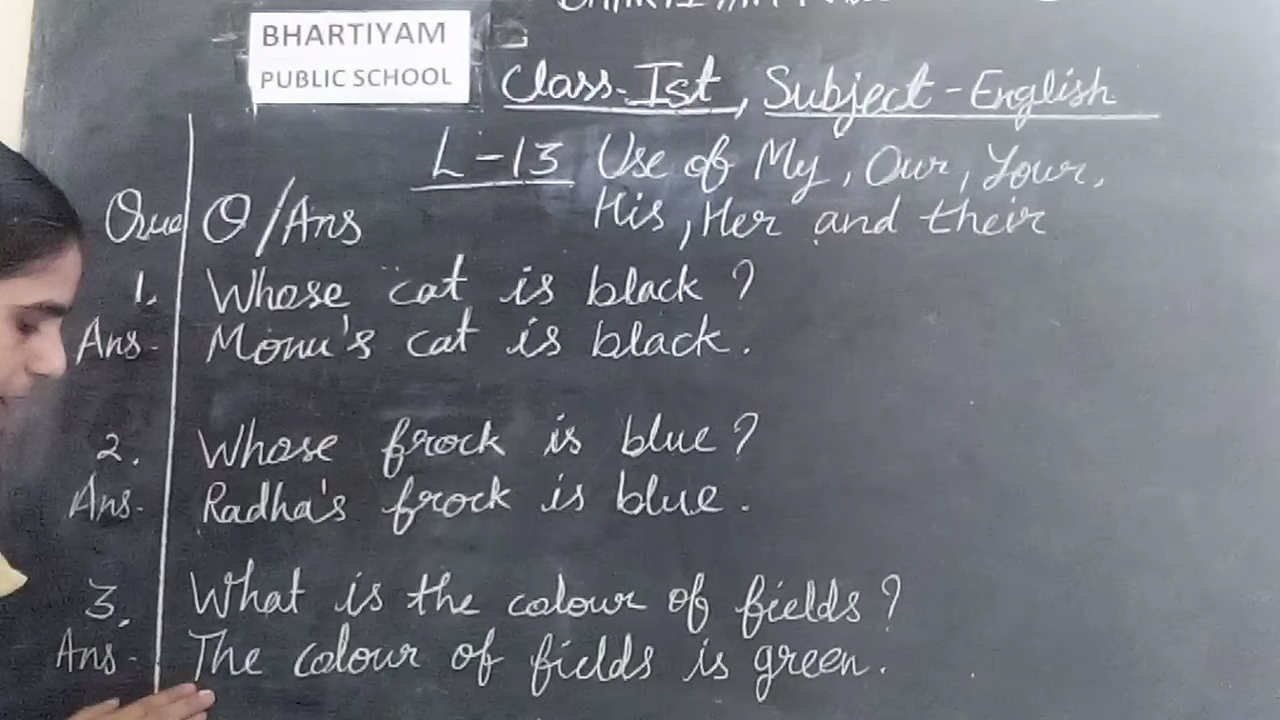 BHARTIYAM
PUBLIC SCHOOL
Class-Ist, Subject-English
L-13 Use of My, Our, Your,
His, Her and their
Que Q/Ans
1. Whose cat is black?
Ans- Monu's cat is black.
2. Whose frock is blue?
Ans- Radha's frock is blue.
3. What is the colour of fields?
Ans- The colour of fields is green.